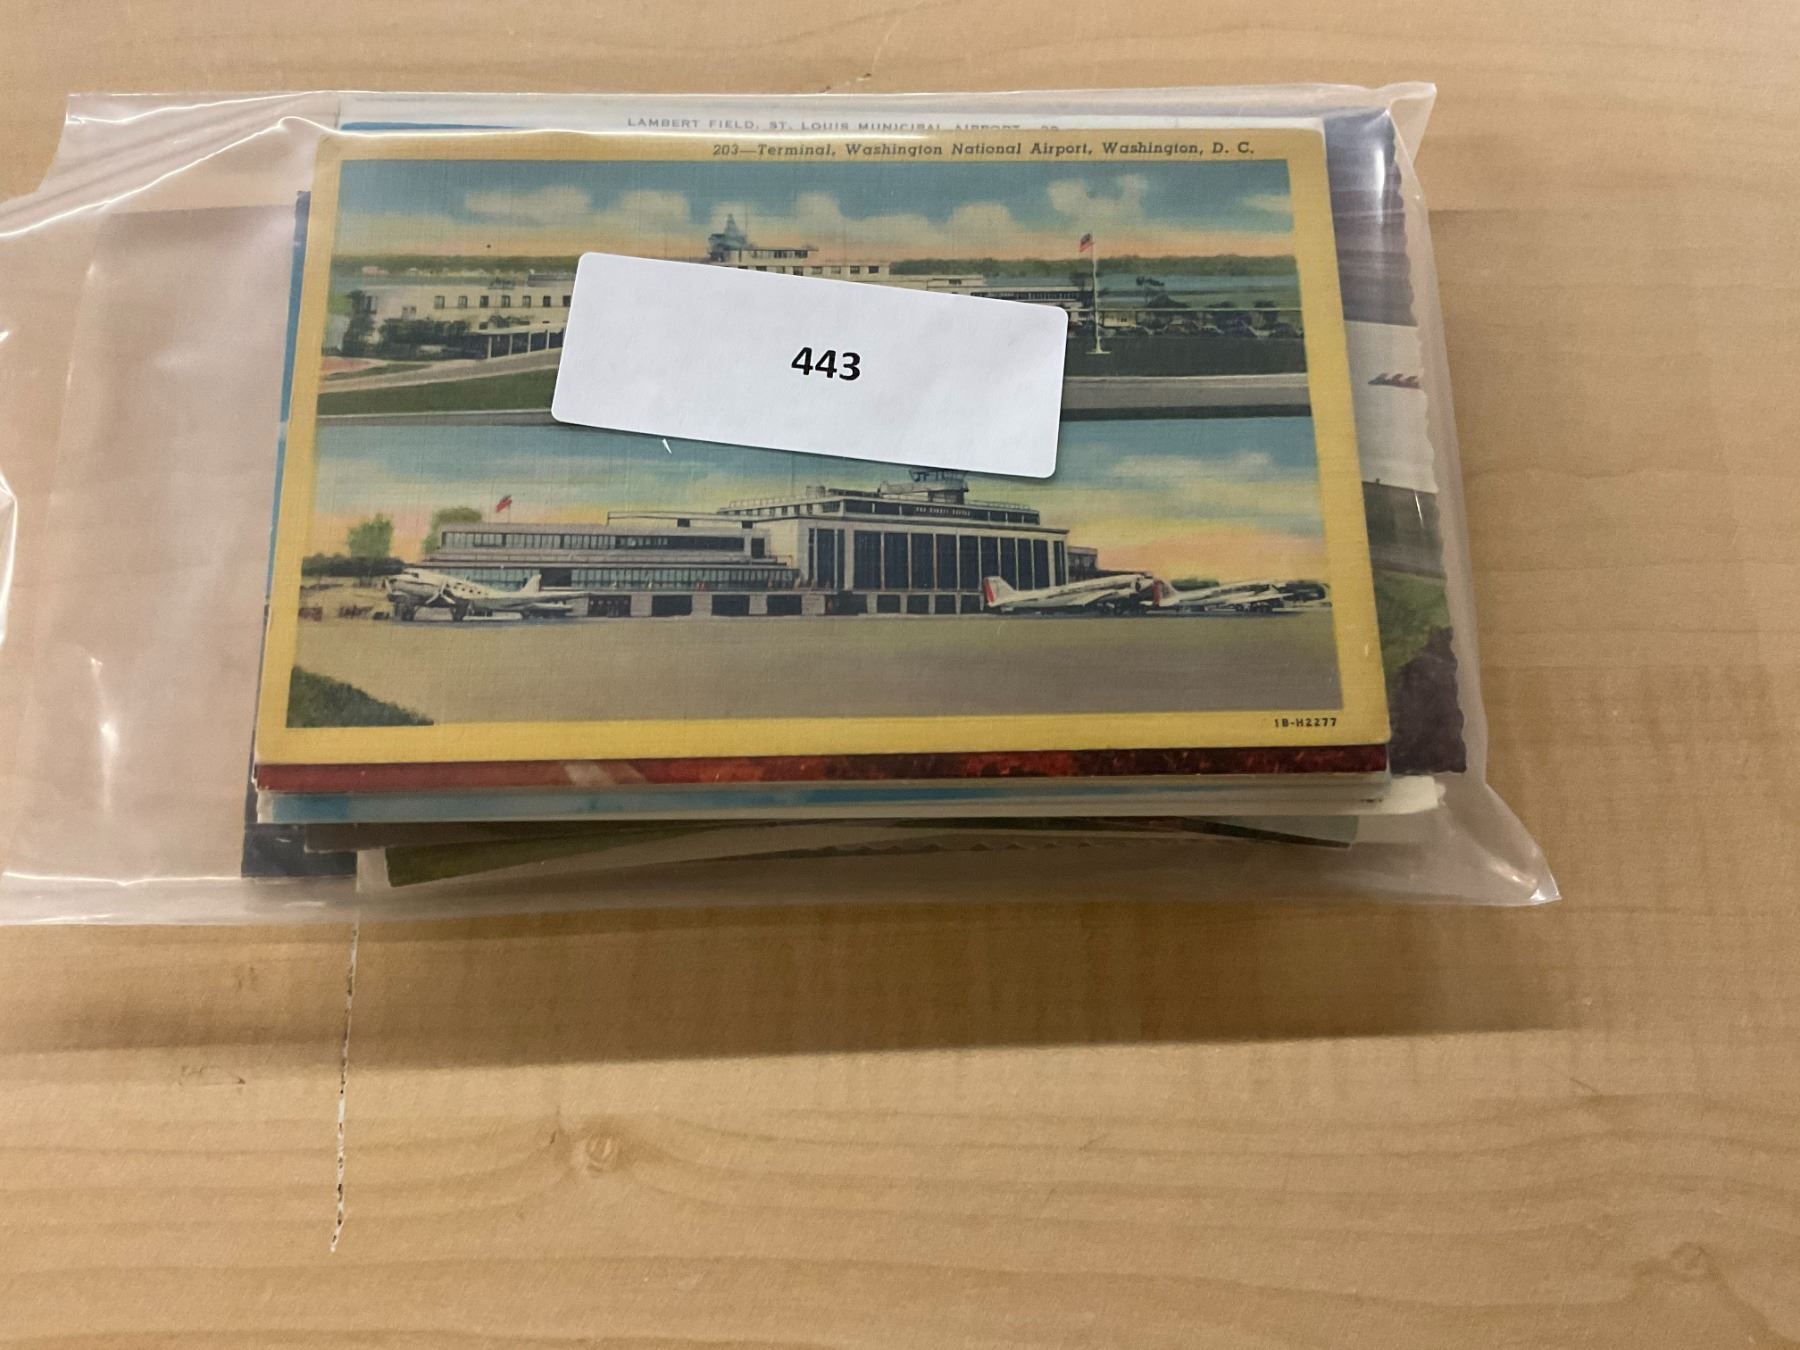 LAMBERT FIELD, ST. LOUIS MUNICIPAL AIRPORT
203—Terminal, Washington National Airport, Washington, D. C.
443
1B-H2277